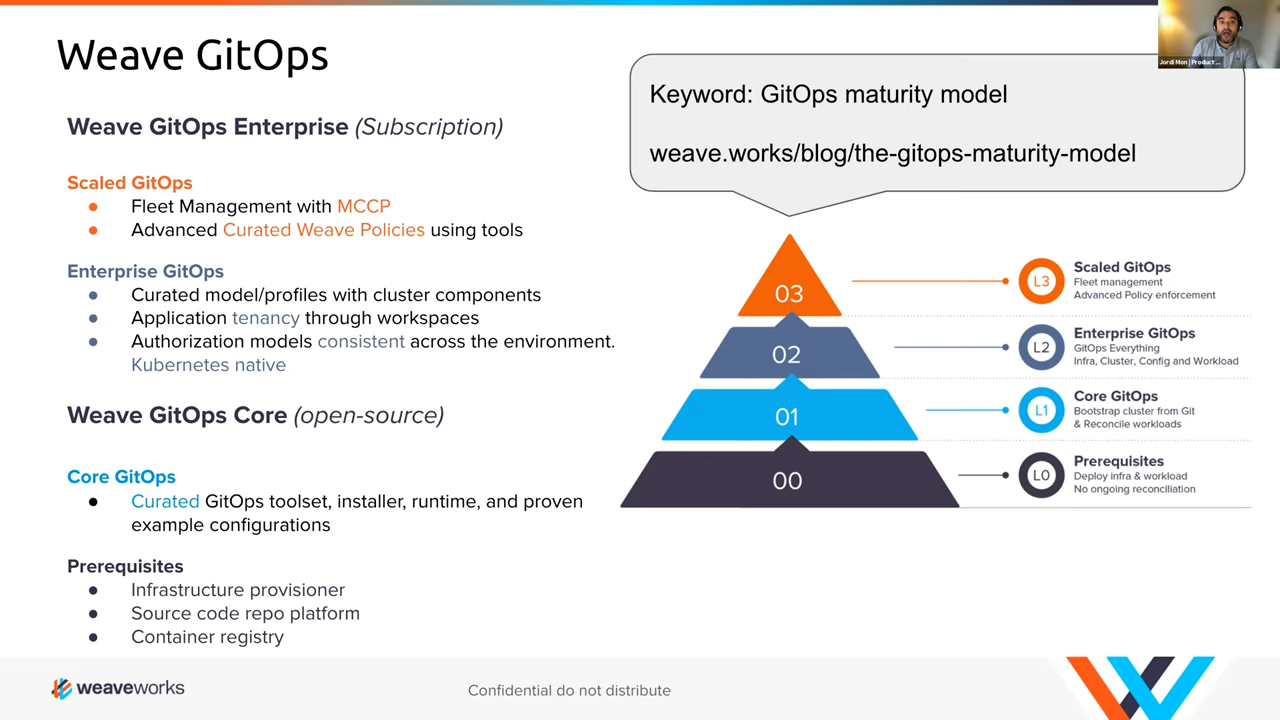 Weave GitOps
Weave GitOps Enterprise (Subscription)
Scaled GitOps
● Fleet Management with MCCP
● Advanced Curated Weave Policies using tools
Enterprise GitOps
● Curated model/profiles with cluster components
● Application tenancy through workspaces
● Authorization models consistent across the environment.
Kubernetes native
Weave GitOps Core (open-source)
Core GitOps
● Curated GitOps toolset, installer, runtime, and proven
example configurations
Prerequisites
● Infrastructure provisioner
● Source code repo platform
● Container registry
Keyword: GitOps maturity model
weave.works/blog/the-gitops-maturity-model
Jordi Mon | Product ...
03
L3
Scaled GitOps
Fleet management
Advanced Policy enforcement
02
L2
Enterprise GitOps
GitOps Everything
Infra, Cluster, Config and Workload
01
L1
Core GitOps
Bootstrap cluster from Git
& Reconcile workloads
00
L0
Prerequisites
Deploy infra & workload
No ongoing reconciliation
weaveworks
Confidential do not distribute